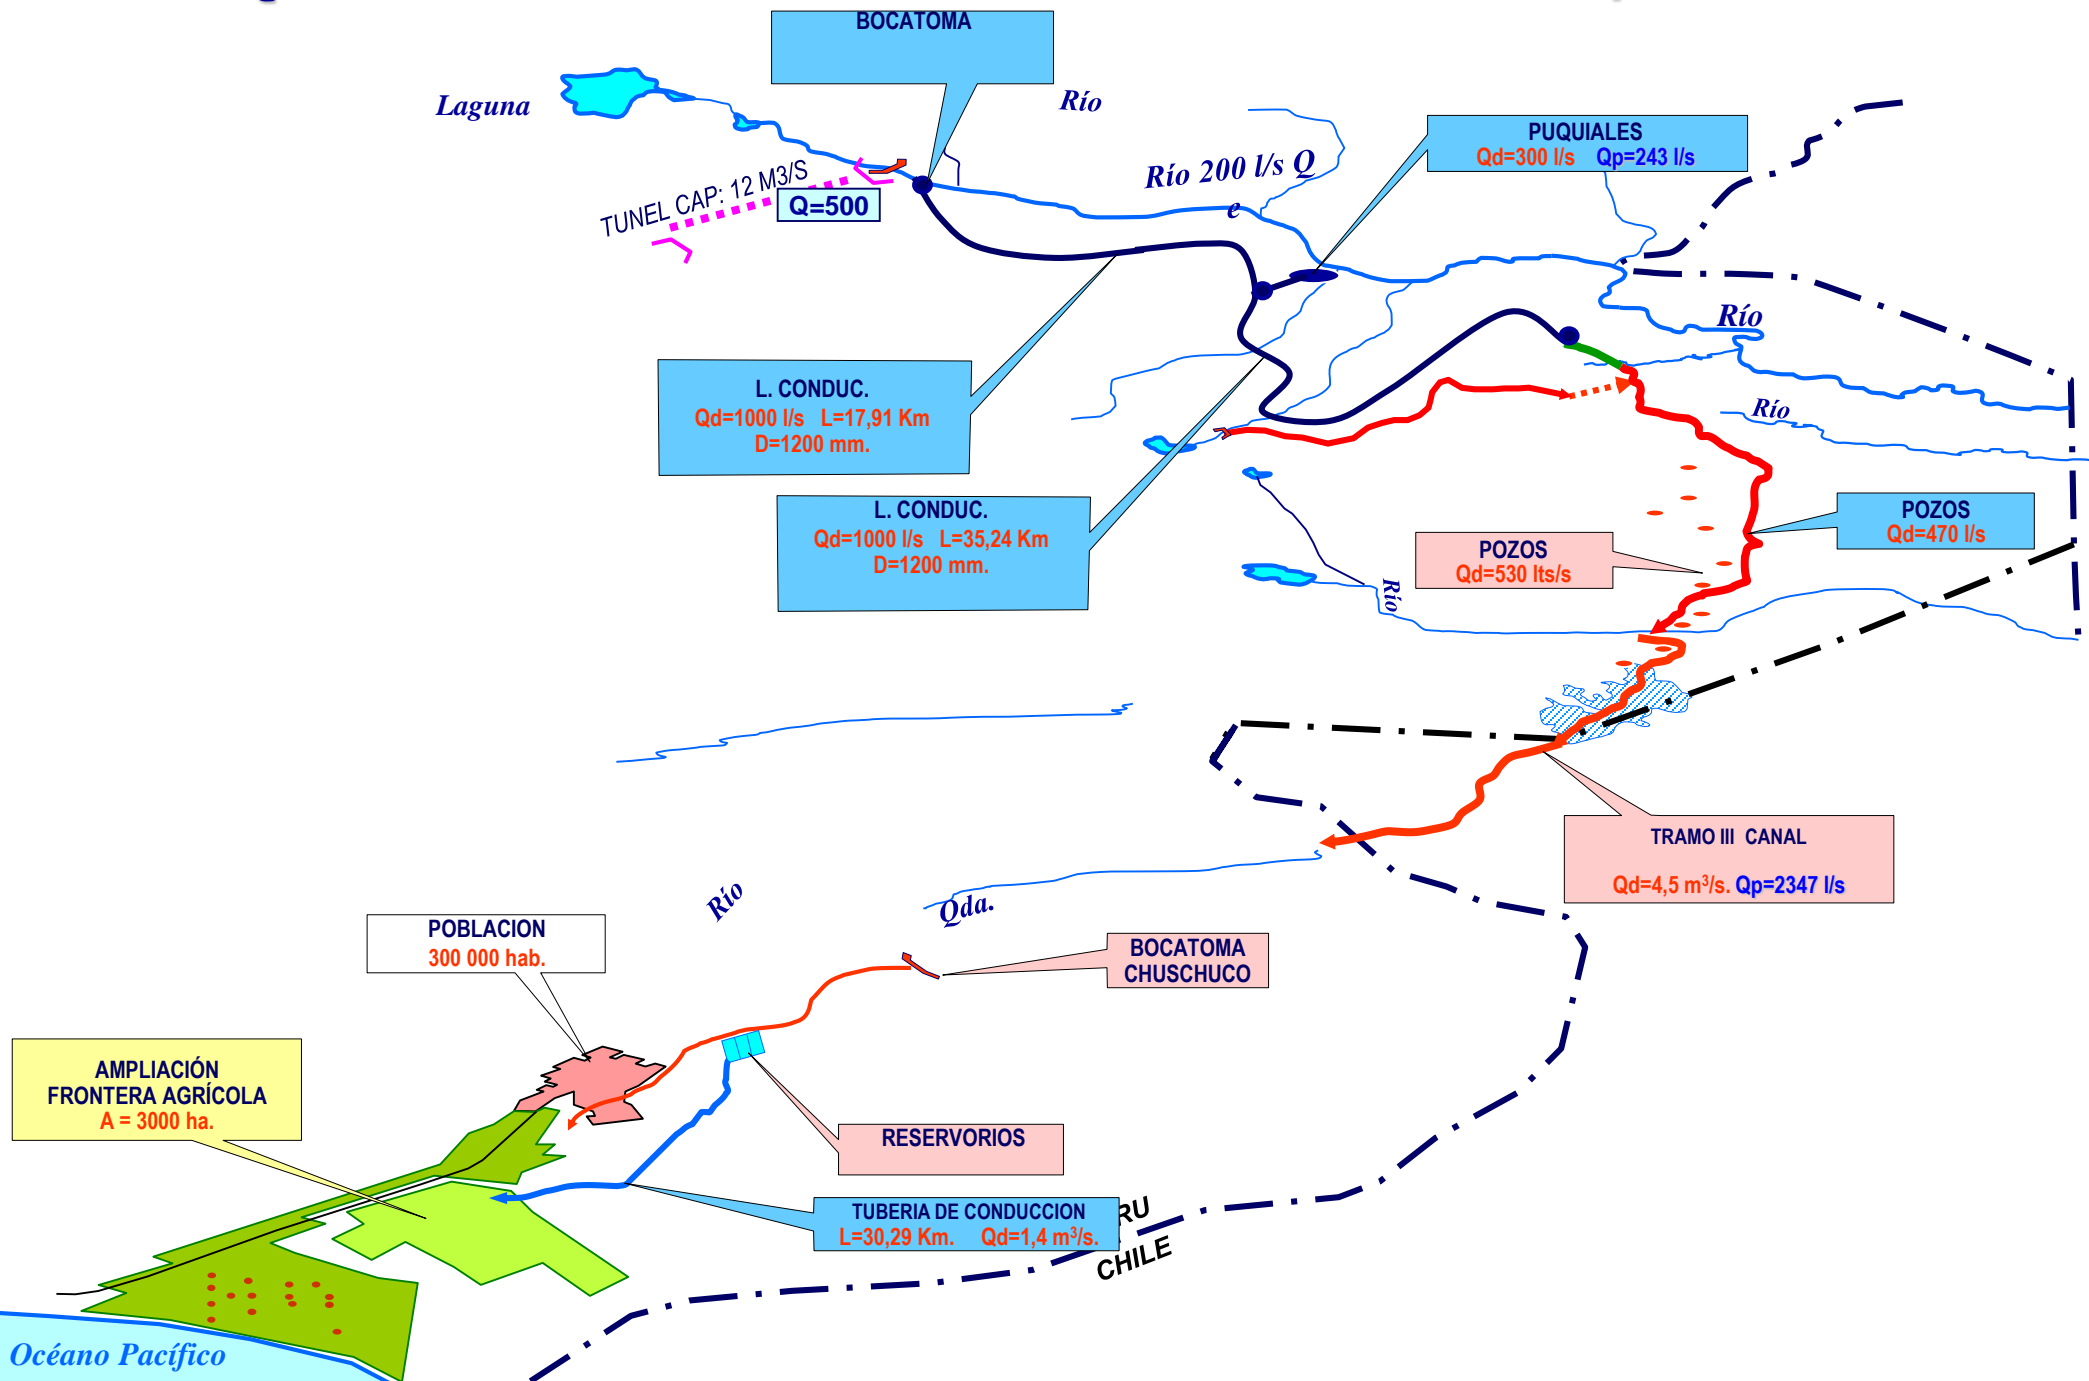 BOCATOMA
Laguna
Río
PUQUIALES
Qd=300 l/s Qp=243 l/s
Río 200 l/s Q
e
TUNEL CAP: 12 M3/S
Q=500
Río
L. CONDUC.
Qd=1000 l/s L=17,91 Km
D=1200 mm.
Río
L. CONDUC.
Qd=1000 l/s L=35,24 Km
D=1200 mm.
POZOS
Qd=470 l/s
POZOS
Qd=530 lts/s
Río
TRAMO III CANAL
Qd=4,5 m³/s. Qp=2347 l/s
Río
Qda.
POBLACION
300 000 hab.
BOCATOMA
CHUSCHUCO
AMPLIACIÓN
FRONTERA AGRÍCOLA
A = 3000 ha.
RESERVORIOS
TUBERIA DE CONDUCCION
L=30,29 Km. Qd=1,4 m³/s.
RU
CHILE
Océano Pacífico